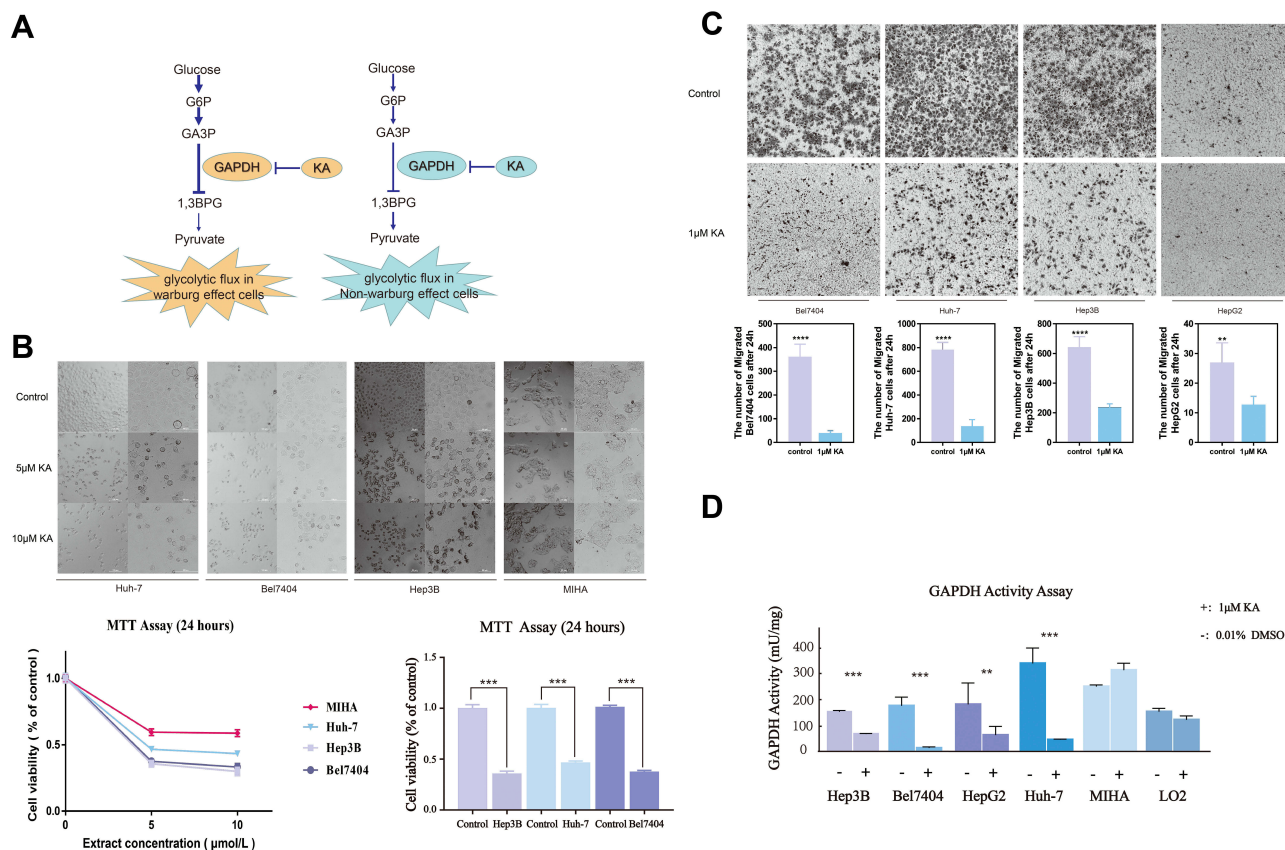 A
Glucose
G6P
GA3P
GAPDH
KA
1,3BPG
Pyruvate
glycolytic flux in
warburg effect cells
Glucose
G6P
GA3P
GAPDH
KA
1,3BPG
Pyruvate
glycolytic flux in
Non-warburg effect cells
B
Control
5μM KA
10μM KA
Huh-7
Bel7404
Hep3B
MIHA
MTT Assay (24 hours)
Cell viability ( % of control )
1.0
0.5
0.0
0
5
10
Extract concentration ( μmol/L )
MIHA
Huh-7
Hep3B
Bel7404
MTT Assay (24 hours)
Cell viability (% of control)
1.5
1.0
0.5
0.0
***
***
***
Control Hep3B Control Huh-7 Control Bel7404
C
Control
1μM KA
Bel7404
Huh-7
Hep3B
HepG2
The number of Migrated
Bel7404 cells after 24h
500
400
300
200
100
0
****
control 1μM KA
The number of Migrated
Huh-7 cells after 24h
1000
800
600
400
200
0
****
control 1μM KA
The number of Migrated
Hep3B cells after 24h
800
600
400
200
0
****
control 1μM KA
The number of Migrated
HepG2 cells after 24h
40
30
20
10
0
**
control 1μM KA
D
GAPDH Activity Assay
+: 1μM KA
-: 0.01% DMSO
GAPDH Activity (mU/mg)
400
300
200
100
0
***
***
**
***
- + - + - + - + - + - +
Hep3B Bel7404 HepG2 Huh-7 MIHA LO2